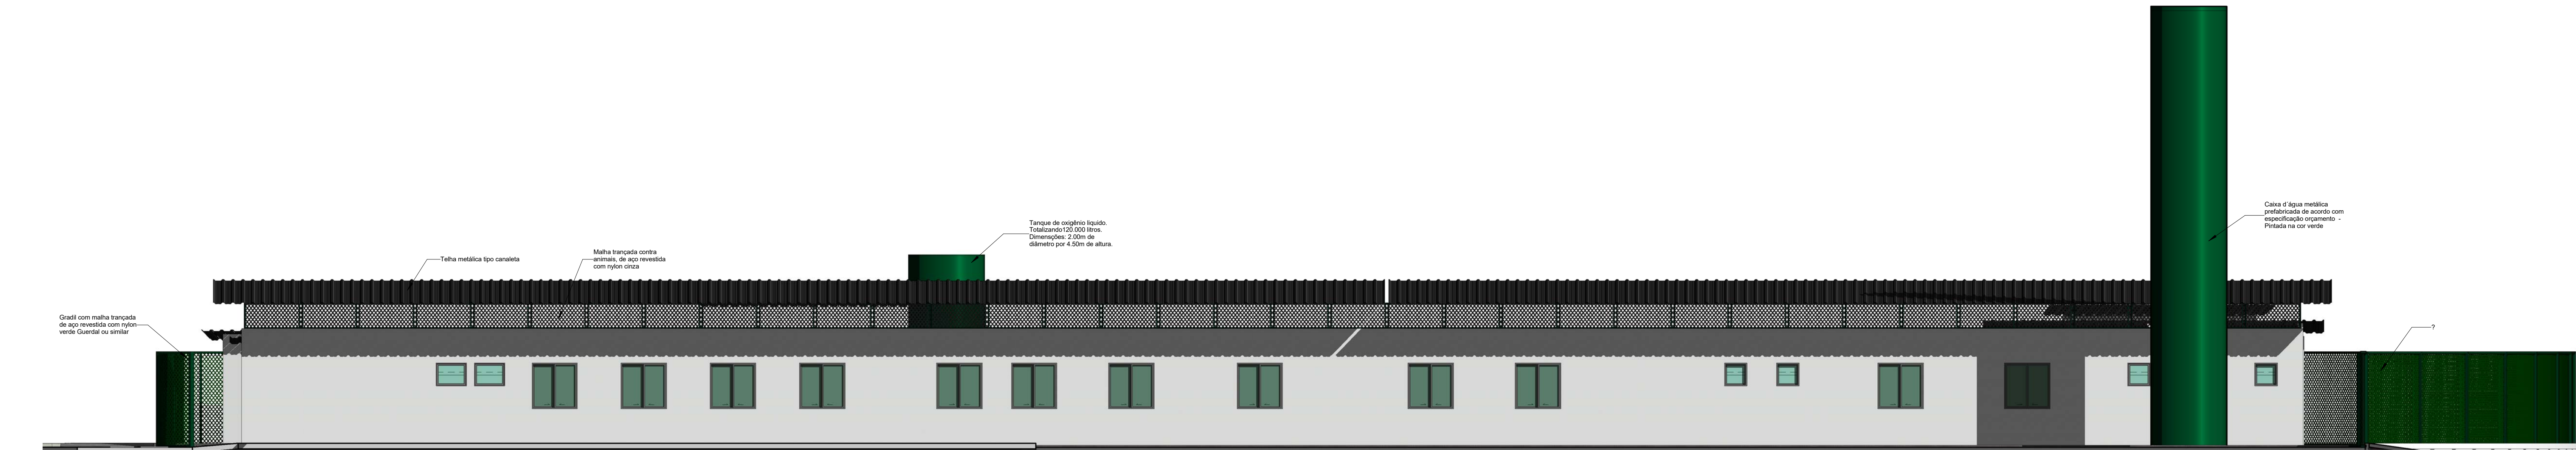 Gradil com malha trançada
de aço revestida com nylon
verde Guerdal ou similar
Telha metálica tipo canaleta
Malha trançada contra
animais, de aço revestida
com nylon cinza
Tanque de oxigênio líquido.
Totalizando120.000 litros.
Dimensções: 2.00m de
diâmetro por 4.50m de altura.
Caixa d´água metálica
prefabricada de acordo com
especificação orçamento -
Pintada na cor verde
?